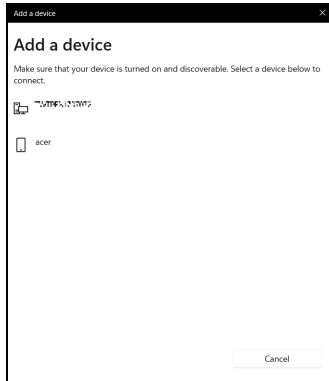 Add a device
Add a device
Make sure that your device is turned on and discoverable. Select a device below to
connect.
acer
Cancel